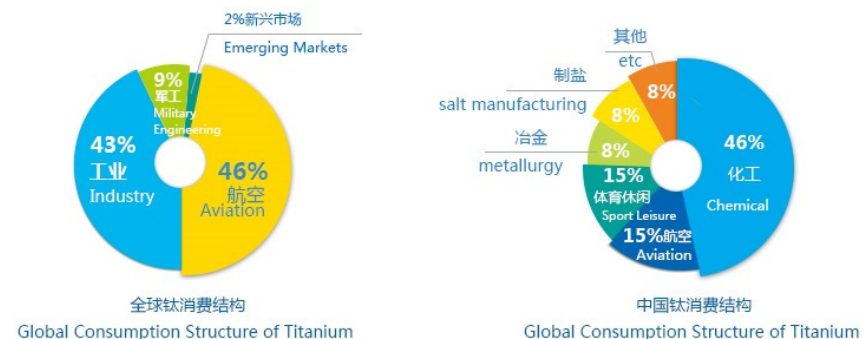 2%新兴市场
Emerging Markets
9%
军工
Military
Engineering
43%
工业
Industry
46%
航空
Aviation
全球钛消费结构
Global Consumption Structure of Titanium
其他
etc
8%
制盐
salt manufacturing
8%
冶金
metallurgy
8%
15%
体育休闲
Sport Leisure
15%航空
Aviation
46%
化工
Chemical
中国钛消费结构
Global Consumption Structure of Titanium